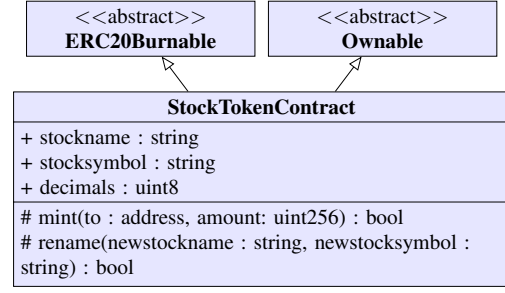 <<abstract>>
ERC20Burnable
<<abstract>>
Ownable
StockTokenContract
+ stockname : string
+ stocksymbol : string
+ decimals : uint8
# mint(to : address, amount: uint256) : bool
# rename(newstockname : string, newstocksymbol :
string) : bool